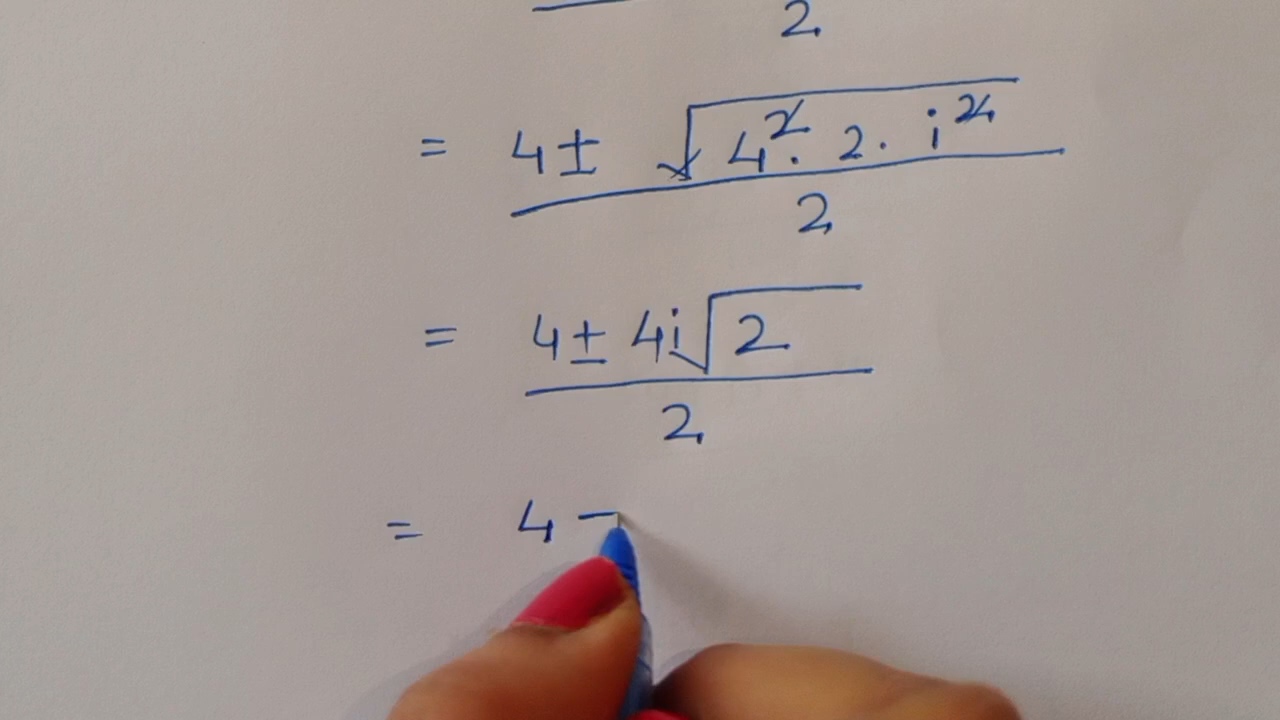 2
= 4 ± √(4². 2. i²)
2
= 4 ± 4i√2
2
= 4 −